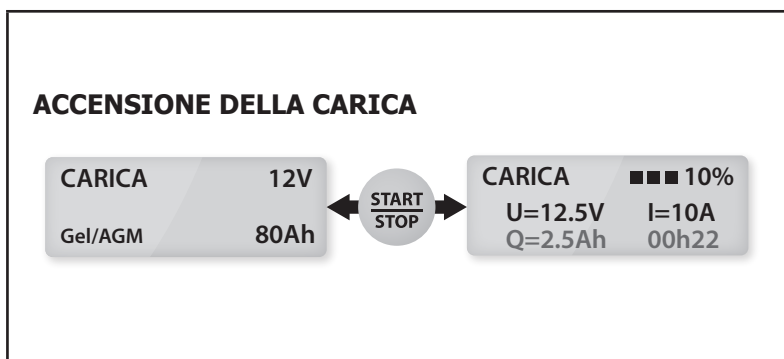 ACCENSIONE DELLA CARICA
CARICA 12V
Gel/AGM 80Ah
START
STOP
CARICA 10%
U=12.5V I=10A
Q=2.5Ah 00h22